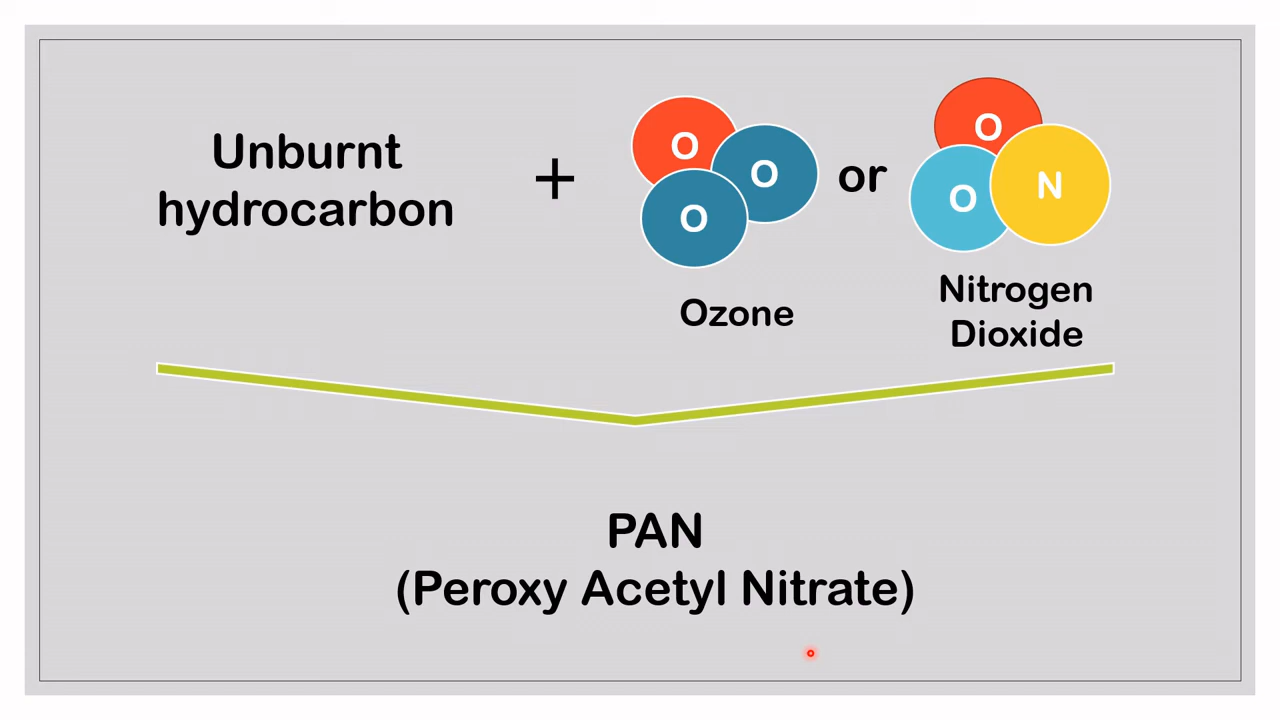 Unburnt
hydrocarbon
+
O
O
O
or
O
O
N
Ozone
Nitrogen
Dioxide
PAN
(Peroxy Acetyl Nitrate)